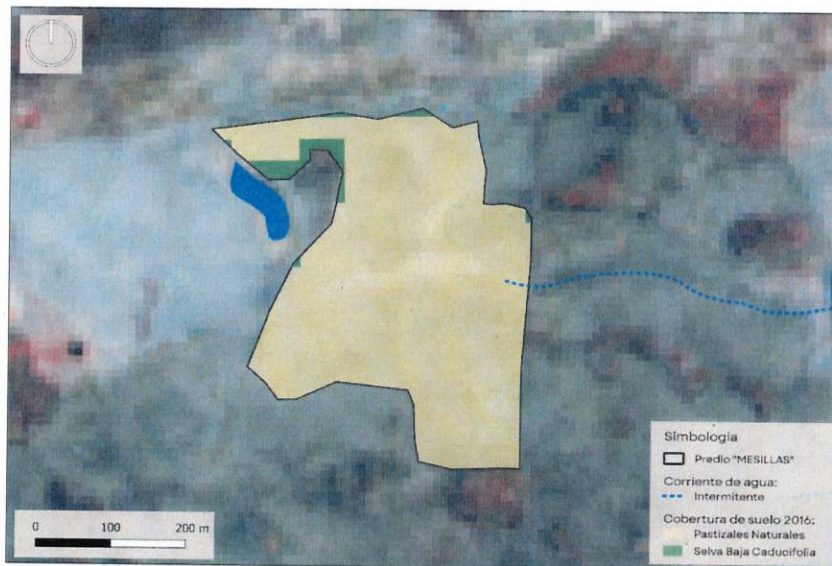 0 100 200 m
Simbología
Predio "MESILLAS"
Corriente de agua:
Intermitente
Cobertura de suelo 2016:
Pastizales Naturales
Selva Baja Caducifolia